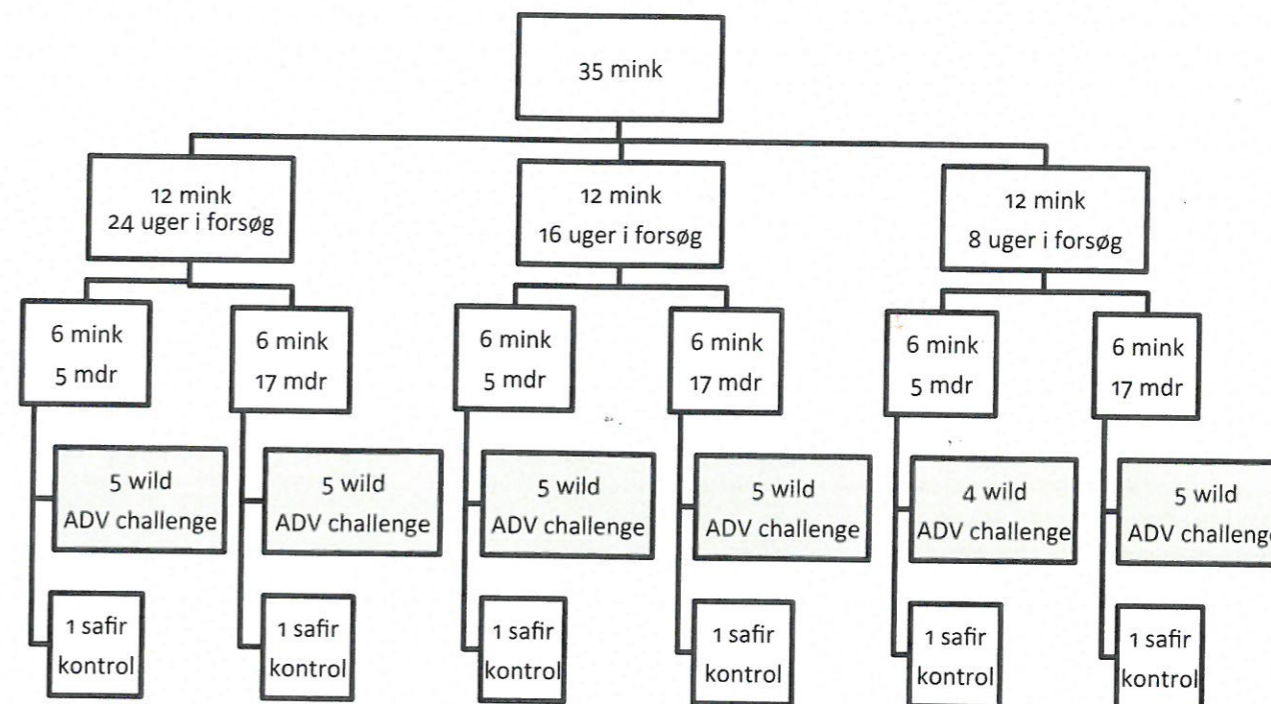 35 mink
12 mink
24 uger i forsøg
12 mink
16 uger i forsøg
12 mink
8 uger i forsøg
6 mink
5 mdr
6 mink
17 mdr
6 mink
5 mdr
6 mink
17 mdr
6 mink
5 mdr
6 mink
17 mdr
5 wild
ADV challenge
5 wild
ADV challenge
5 wild
ADV challenge
5 wild
ADV challenge
4 wild
ADV challenge
5 wild
ADV challenge
1 safir
kontrol
1 safir
kontrol
1 safir
kontrol
1 safir
kontrol
1 safir
kontrol
1 safir
kontrol